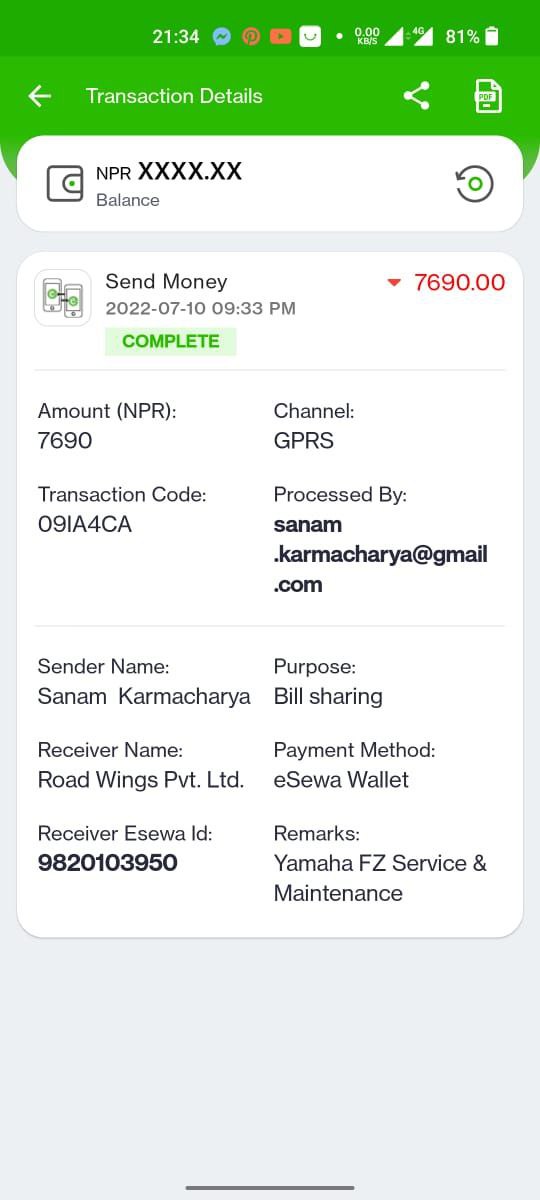 21:34 0.00 KB/S 4G 81%
Transaction Details
PDF
NPR XXXX.XX
Balance
Send Money 7690.00
2022-07-10 09:33 PM
COMPLETE
Amount (NPR): Channel:
7690 GPRS
Transaction Code: Processed By:
09IA4CA sanam
.karmacharya@gmail
.com
Sender Name: Purpose:
Sanam Karmacharya Bill sharing
Receiver Name: Payment Method:
Road Wings Pvt. Ltd. eSewa Wallet
Receiver Esewa Id: Remarks:
9820103950 Yamaha FZ Service &
Maintenance